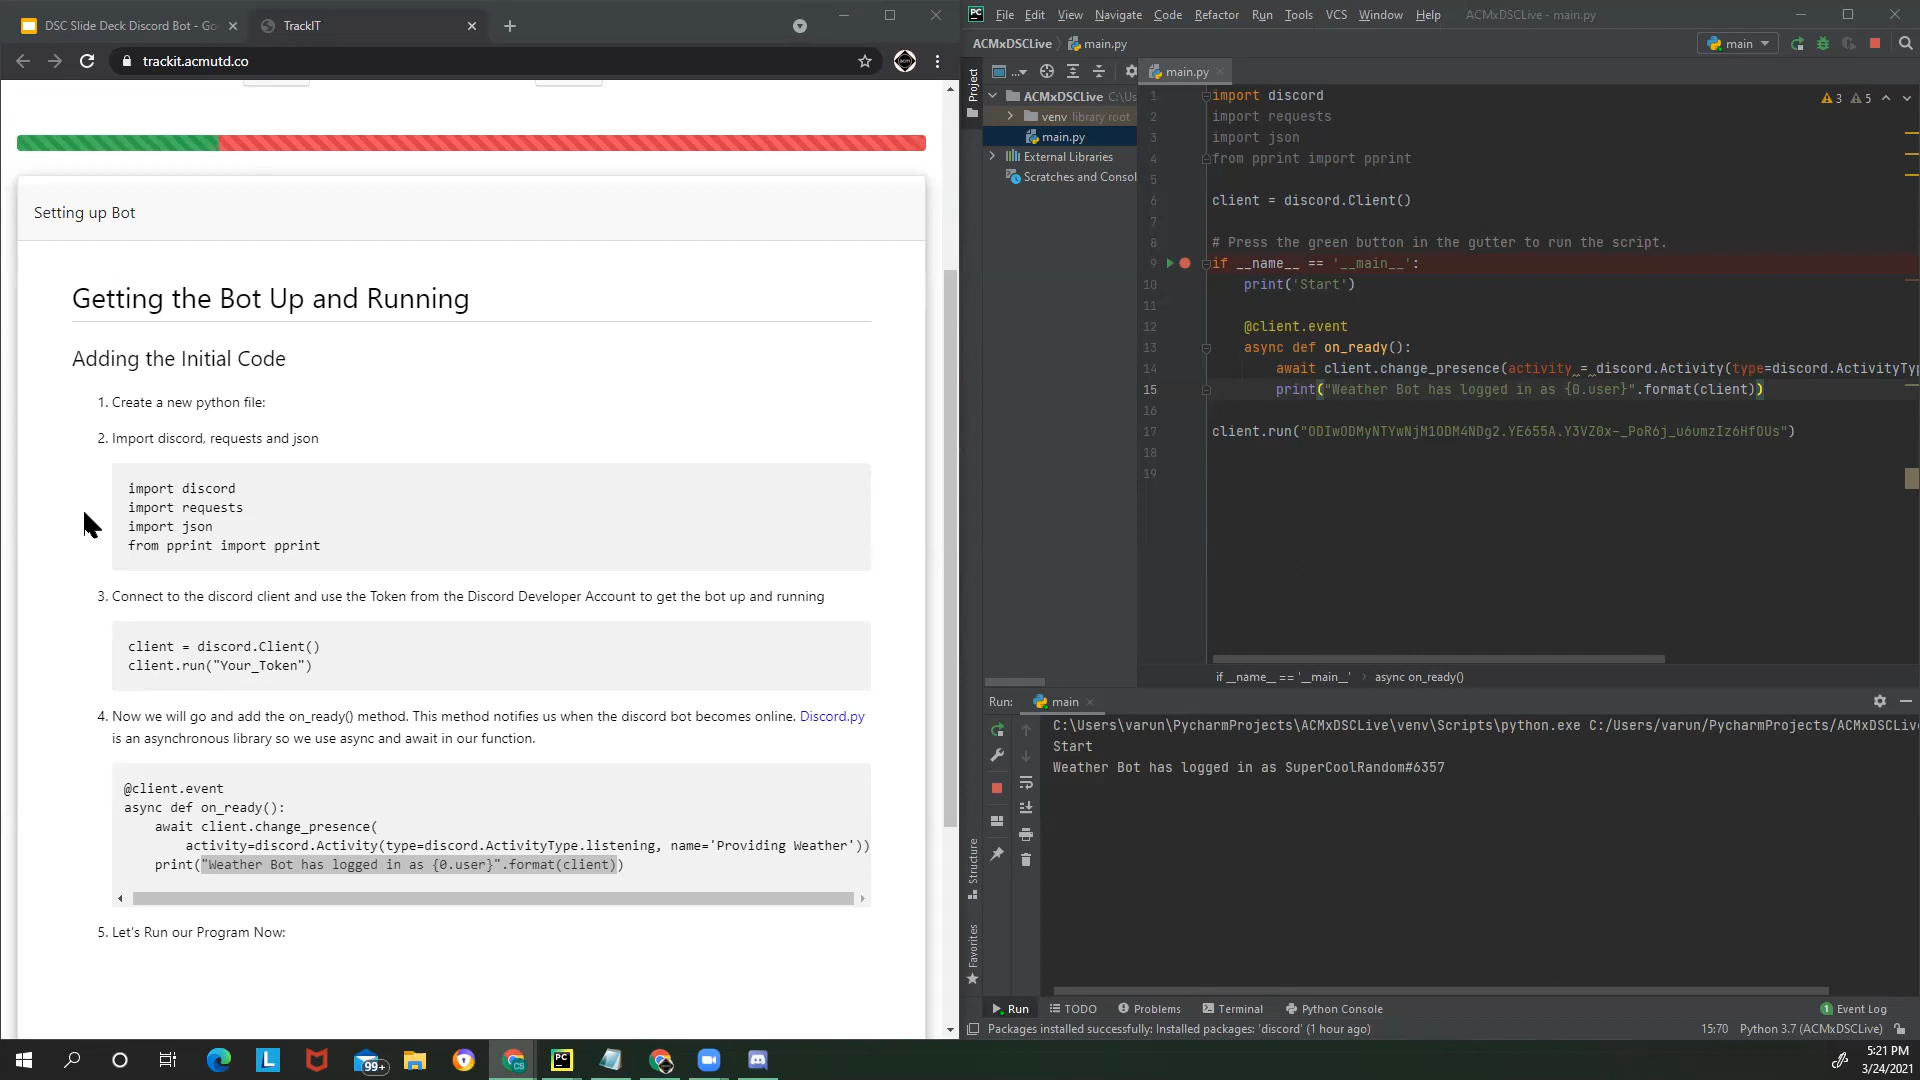 DSC Slide Deck Discord Bot - Go
TrackIT
trackit.acmutd.co
Setting up Bot
Getting the Bot Up and Running
Adding the Initial Code
1. Create a new python file:
2. Import discord, requests and json
import discord
import requests
import json
from pprint import pprint
3. Connect to the discord client and use the Token from the Discord Developer Account to get the bot up and running
client = discord.Client()
client.run("Your_Token")
4. Now we will go and add the on_ready() method. This method notifies us when the discord bot becomes online. Discord.py
is an asynchronous library so we use async and await in our function.
@client.event
async def on_ready():
await client.change_presence(
activity=discord.Activity(type=discord.ActivityType.listening, name='Providing Weather'))
print("Weather Bot has logged in as {0.user}".format(client))
5. Let's Run our Program Now:
PC File Edit View Navigate Code Refactor Run Tools VCS Window Help ACMxDSCLive - main.py
ACMxDSCLive main.py
main
Project
...
main.py
ACMxDSCLive C:\Us
venv library root
main.py
External Libraries
Scratches and Consol
3 5
1 import discord
2 import requests
3 import json
4 from pprint import pprint
5
6 client = discord.Client()
7
8 # Press the green button in the gutter to run the script.
9 if __name__ == '__main__':
10 print('Start')
11
12 @client.event
13 async def on_ready():
14 await client.change_presence(activity = discord.Activity(type=discord.ActivityTyp
15 print("Weather Bot has logged in as {0.user}".format(client))
16
17 client.run("ODIwODMyNTYwNjM1ODM4NDg2.YE655A.Y3VZ0x-_PoR6j_u6umzIz6HfOUs")
18
19
if __name__ == '__main__' async on_ready()
Run: main
C:\Users\varun\PycharmProjects\ACMxDSCLive\venv\Scripts\python.exe C:/Users/varun/PycharmProjects/ACMxDSCLiv
Start
Weather Bot has logged in as SuperCoolRandom#6357
Structure
Favorites
Run TODO Problems Terminal Python Console 1 Event Log
Packages installed successfully: Installed packages: 'discord' (1 hour ago) 15:70 Python 3.7 (ACMxDSCLive)
L 99+ CS PC
5:21 PM
3/24/2021